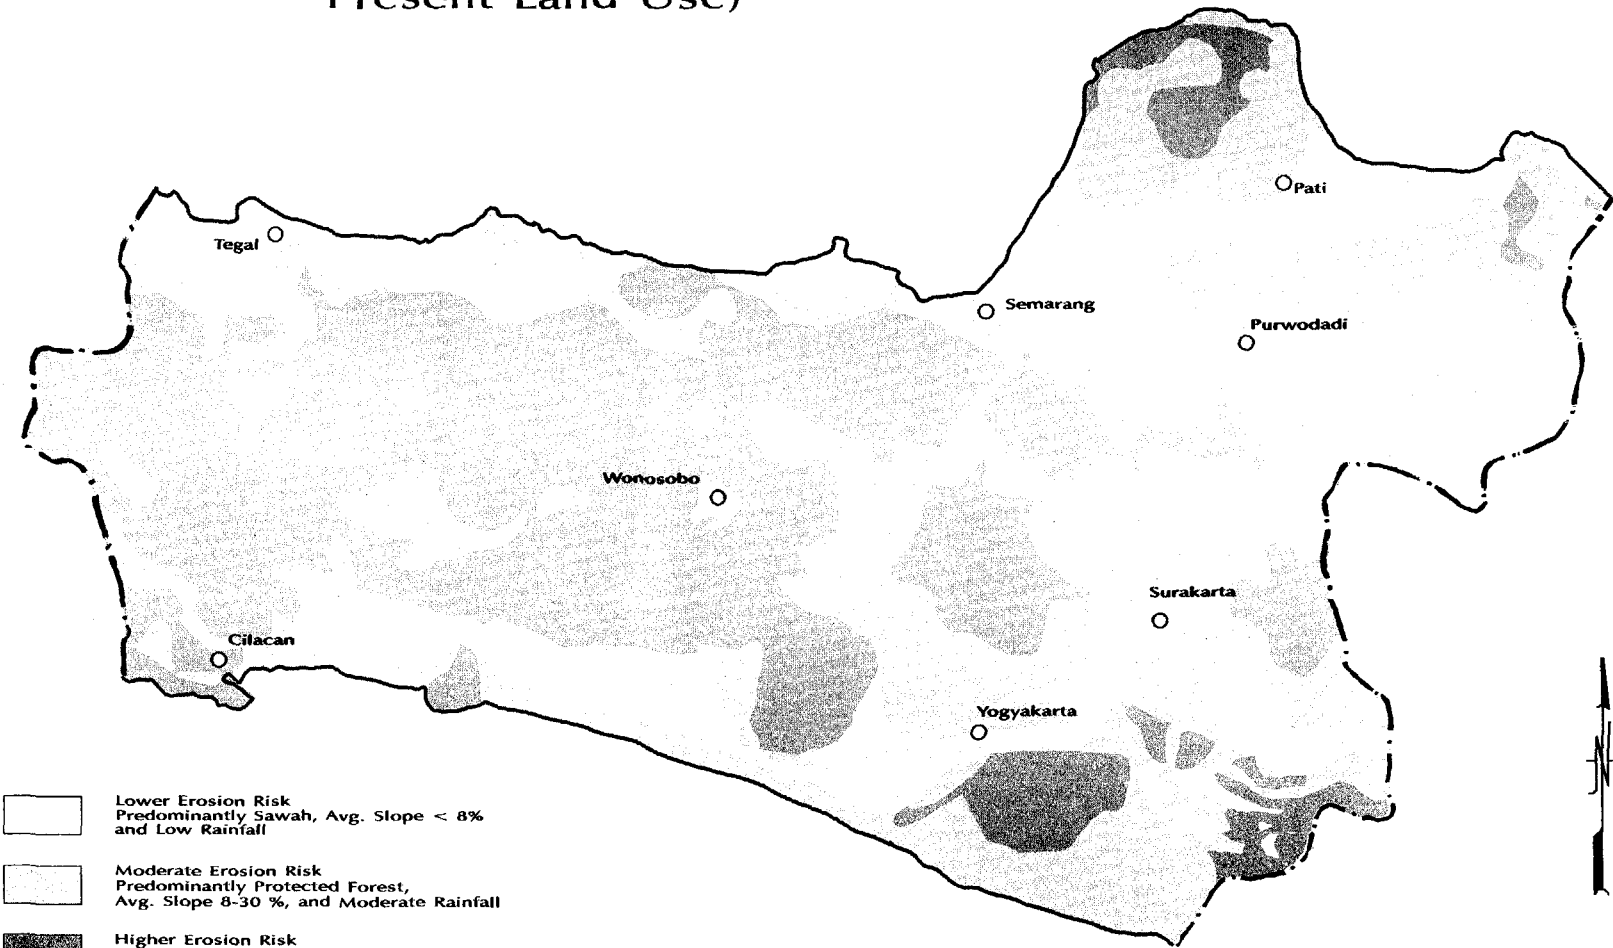 Present Land Use)
Pati
Tegal
Semarang
Purwodadi
Wonosobo
Surakarta
Cilacan
Yogyakarta
N
Lower Erosion Risk
Predominantly Sawah, Avg. Slope < 8%
and Low Rainfall
Moderate Erosion Risk
Predominantly Protected Forest,
Avg. Slope 8-30 %, and Moderate Rainfall
Higher Erosion Risk